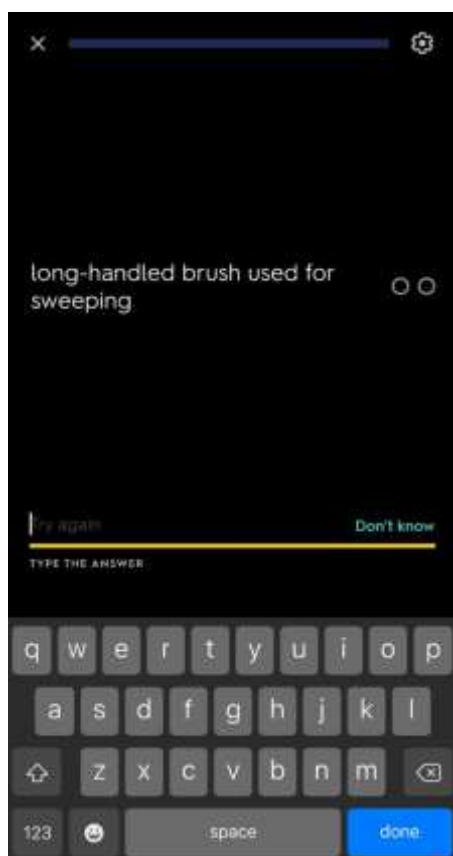 long-handled brush used for
sweeping
Try again
Don't know
TYPE THE ANSWER
q w e r t y u i o p
a s d f g h j k l
z x c v b n m
123 space done